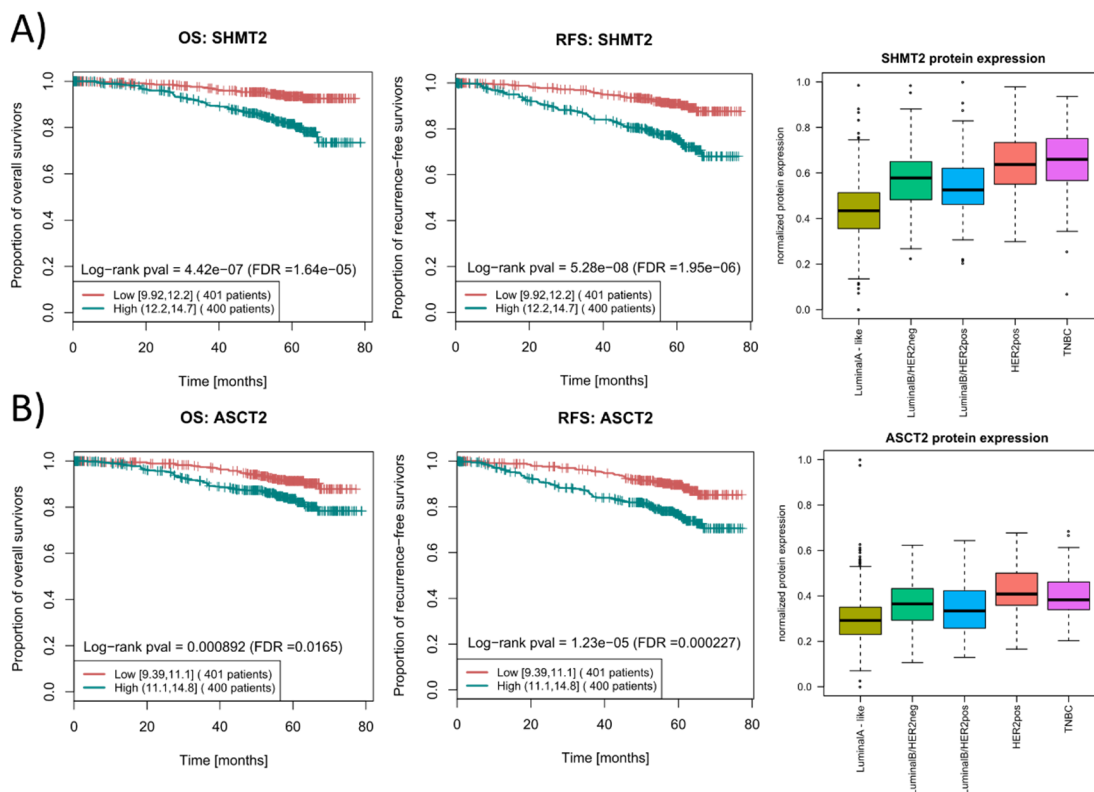 A)
OS: SHMT2
Proportion of overall survivors
1.0
0.8
0.6
0.4
0.2
0.0
Log-rank pval = 4.42e-07 (FDR =1.64e-05)
Low [9.92,12.2] ( 401 patients)
High (12.2,14.7] ( 400 patients)
0 20 40 60 80
Time [months]
RFS: SHMT2
Proportion of recurrence-free survivors
1.0
0.8
0.6
0.4
0.2
0.0
Log-rank pval = 5.28e-08 (FDR =1.95e-06)
Low [9.92,12.2] ( 401 patients)
High (12.2,14.7] ( 400 patients)
0 20 40 60 80
Time [months]
SHMT2 protein expression
normalized protein expression
1.0
0.8
0.6
0.4
0.2
0.0
LuminalA - like
LuminalB/HER2neg
LuminalB/HER2pos
HER2pos
TNBC
B)
OS: ASCT2
Proportion of overall survivors
1.0
0.8
0.6
0.4
0.2
0.0
Log-rank pval = 0.000892 (FDR =0.0165)
Low [9.39,11.1] ( 401 patients)
High (11.1,14.8] ( 400 patients)
0 20 40 60 80
Time [months]
RFS: ASCT2
Proportion of recurrence-free survivors
1.0
0.8
0.6
0.4
0.2
0.0
Log-rank pval = 1.23e-05 (FDR =0.000227)
Low [9.39,11.1] ( 401 patients)
High (11.1,14.8] ( 400 patients)
0 20 40 60 80
Time [months]
ASCT2 protein expression
normalized protein expression
1.0
0.8
0.6
0.4
0.2
0.0
LuminalA - like
LuminalB/HER2neg
LuminalB/HER2pos
HER2pos
TNBC